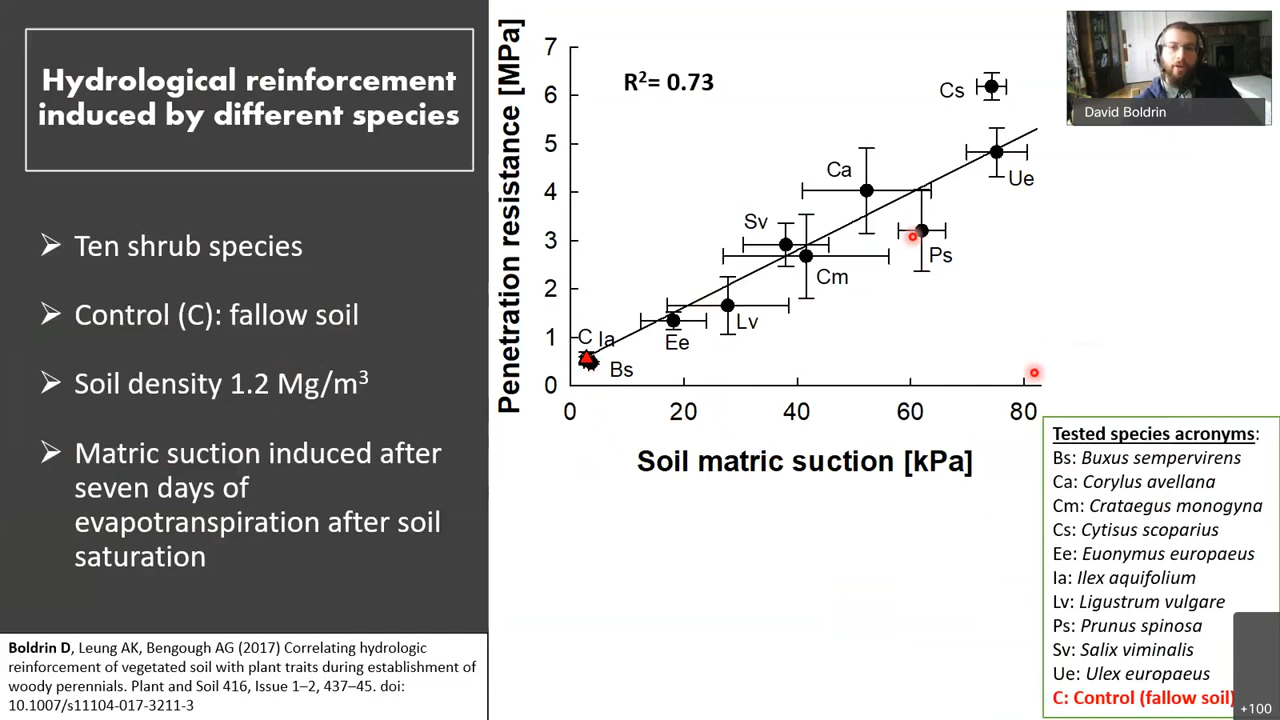 Hydrological reinforcement
induced by different species
Ten shrub species
Control (C): fallow soil
Soil density 1.2 Mg/m³
Matric suction induced after
seven days of
evapotranspiration after soil
saturation
Boldrin D, Leung AK, Bengough AG (2017) Correlating hydrologic
reinforcement of vegetated soil with plant traits during establishment of
woody perennials. Plant and Soil 416, Issue 1–2, 437–45. doi:
10.1007/s11104-017-3211-3
Penetration resistance [MPa]
7
6
5
4
3
2
1
0
R²= 0.73
Cs
Ue
Ca
Ps
Sv
Cm
Lv
Ee
C Ia
Bs
0 20 40 60 80
Soil matric suction [kPa]
David Boldrin
Tested species acronyms:
Bs: Buxus sempervirens
Ca: Corylus avellana
Cm: Crataegus monogyna
Cs: Cytisus scoparius
Ee: Euonymus europaeus
Ia: Ilex aquifolium
Lv: Ligustrum vulgare
Ps: Prunus spinosa
Sv: Salix viminalis
Ue: Ulex europaeus
C: Control (fallow soil)
+100